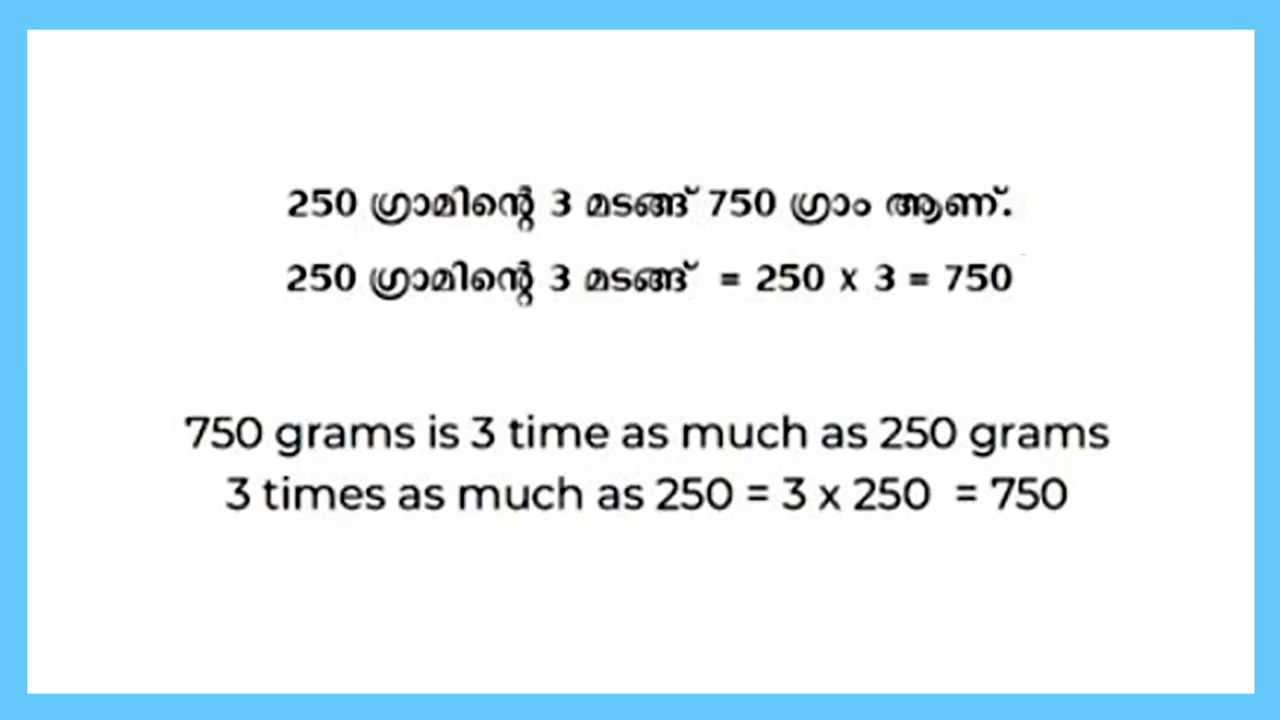 250 ഗ്രാമിന്റെ 3 മടങ്ങ് 750 ഗ്രാം ആണ്.
250 ഗ്രാമിന്റെ 3 മടങ്ങ് = 250 x 3 = 750
750 grams is 3 time as much as 250 grams
3 times as much as 250 = 3 x 250 = 750